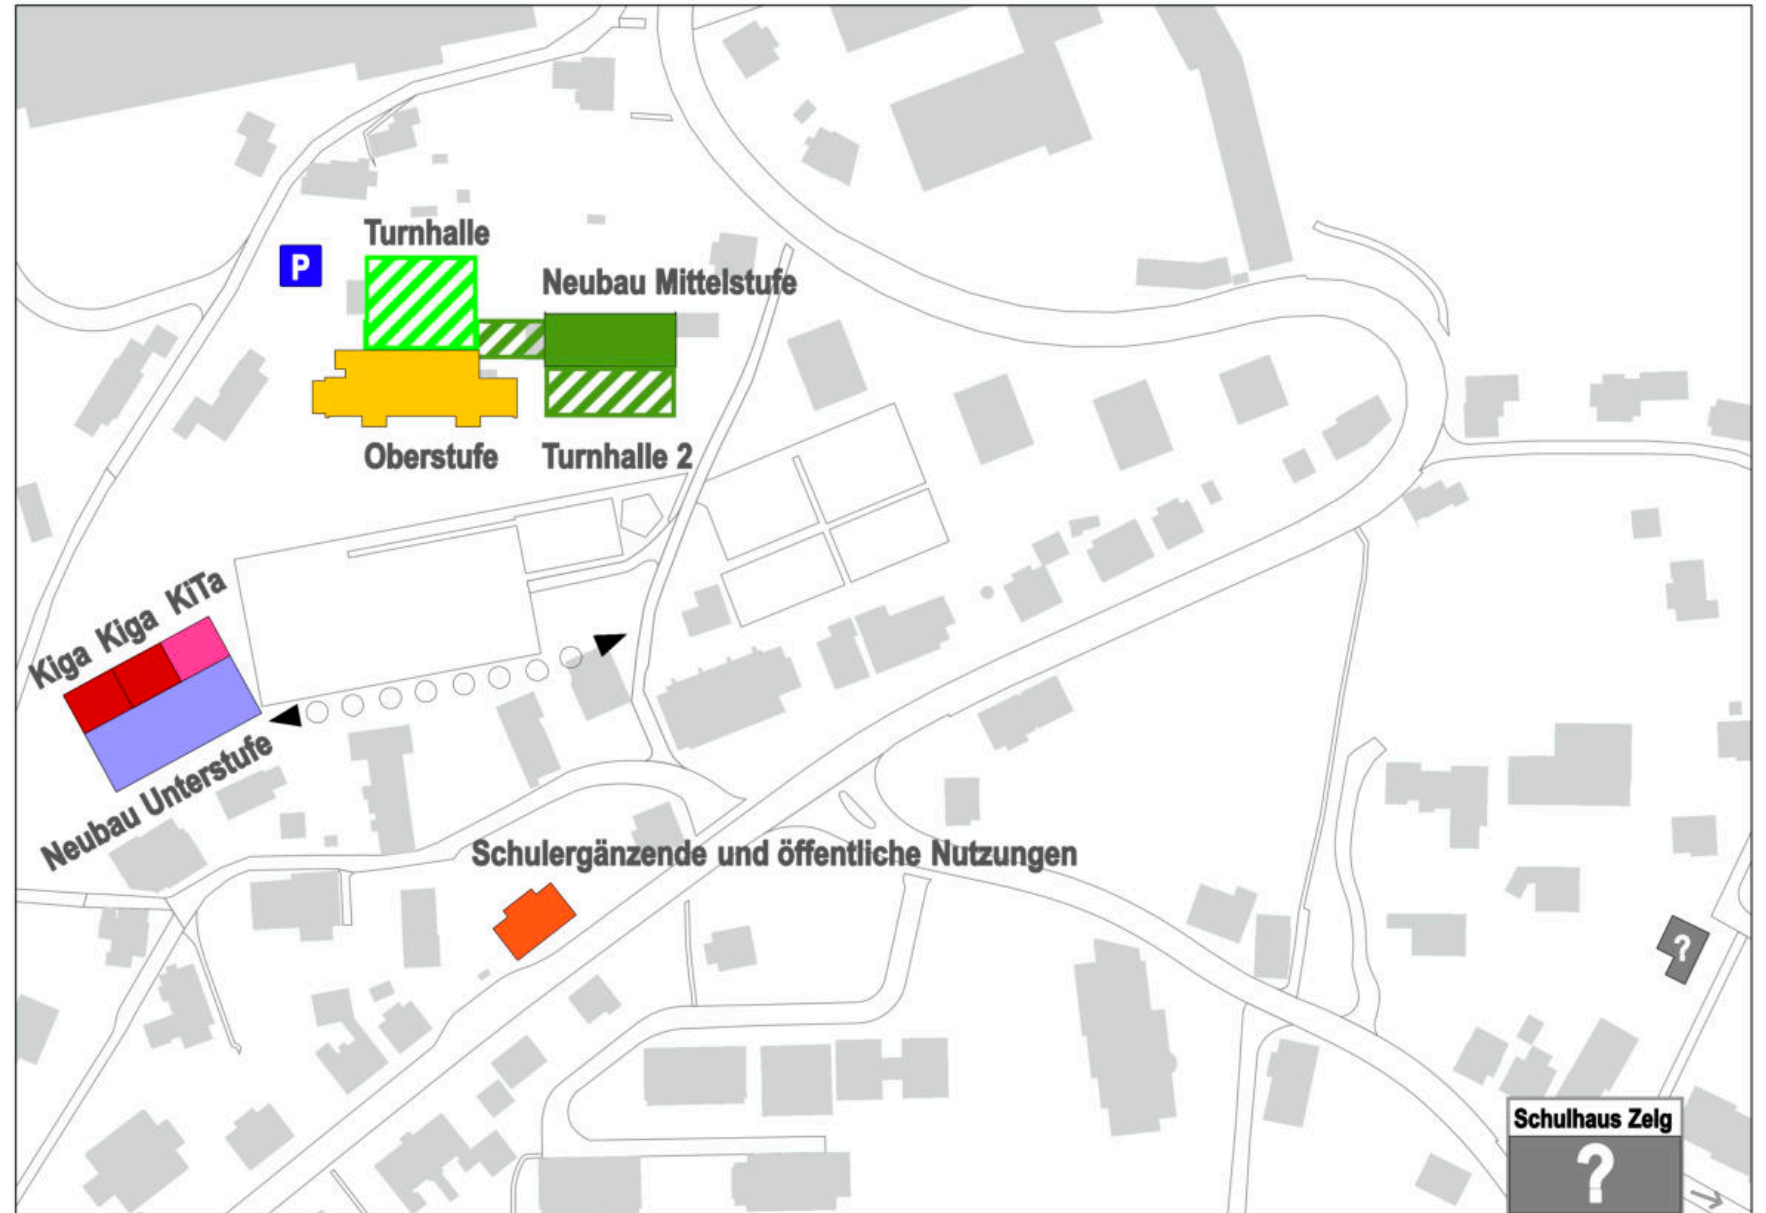 Turnhalle
P
Neubau Mittelstufe
Oberstufe
Turnhalle 2
Kiga Kiga KiTa
Neubau Unterstufe
Schulergänzende und öffentliche Nutzungen
?
Schulhaus Zelg
?